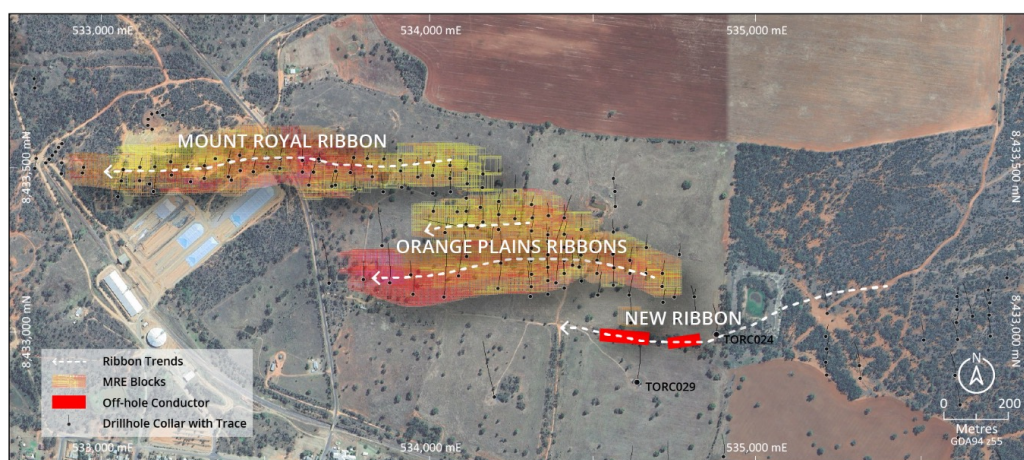 533,000 mE
534,000 mE
535,000 mE
MOUNT ROYAL RIBBON
8,433,500 mN
8,433,500 mN
ORANGE PLAINS RIBBONS
NEW RIBBON
TORC024
8,433,000 mN
8,433,000 mN
TORC029
Ribbon Trends
MRE Blocks
Off-hole Conductor
Drillhole Collar with Trace
N
0 200
Metres
GDA94 z55
533,000 mE
534,000 mE
535,000 mE